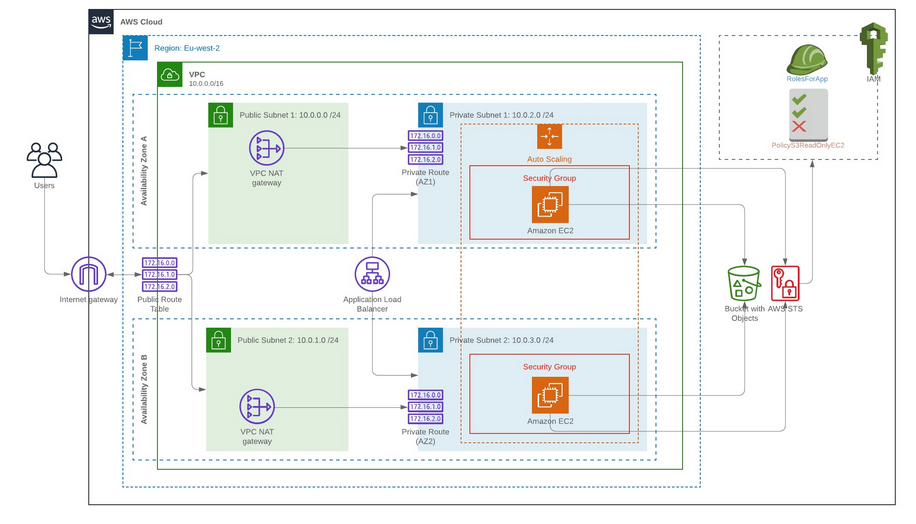 aws
AWS Cloud
Region: Eu-west-2
VPC
10.0.0.0/16
Users
Internet gateway
172.16.0.0
172.16.1.0
172.16.2.0
Public Route
Table
Availability Zone A
Public Subnet 1: 10.0.0.0 /24
VPC NAT
gateway
Private Subnet 1: 10.0.2.0 /24
172.16.0.0
172.16.1.0
172.16.2.0
Private Route
(AZ1)
Auto Scaling
Security Group
Amazon EC2
Application Load
Balancer
Availability Zone B
Public Subnet 2: 10.0.1.0 /24
VPC NAT
gateway
Private Subnet 2: 10.0.3.0 /24
172.16.0.0
172.16.1.0
172.16.2.0
Private Route
(AZ2)
Security Group
Amazon EC2
Bucket with
Objects
AWS STS
RolesForApp
IAM
PolicyS3ReadOnlyEC2